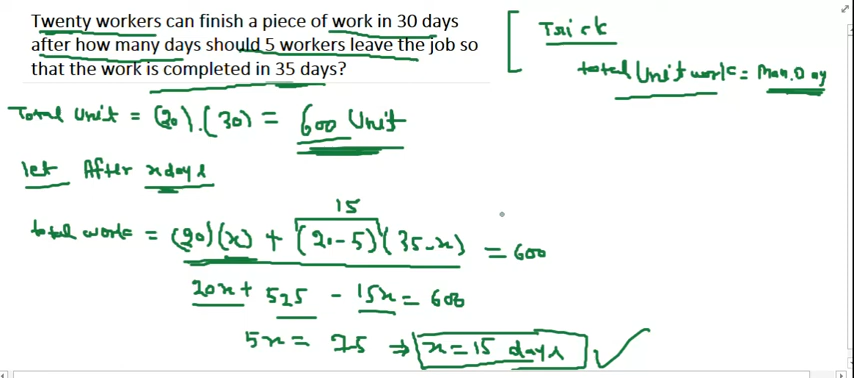 Twenty workers can finish a piece of work in 30 days
after how many days should 5 workers leave the job so
that the work is completed in 35 days?
Trick
total Unit work = Man.Day
Total Unit = (20).(30) = 600 Unit
let After x days
15
total work = (20)(x) + (20-5)(35-x) = 600
20x + 525 - 15x = 600
5x = 75 ⇒ x = 15 days ✓